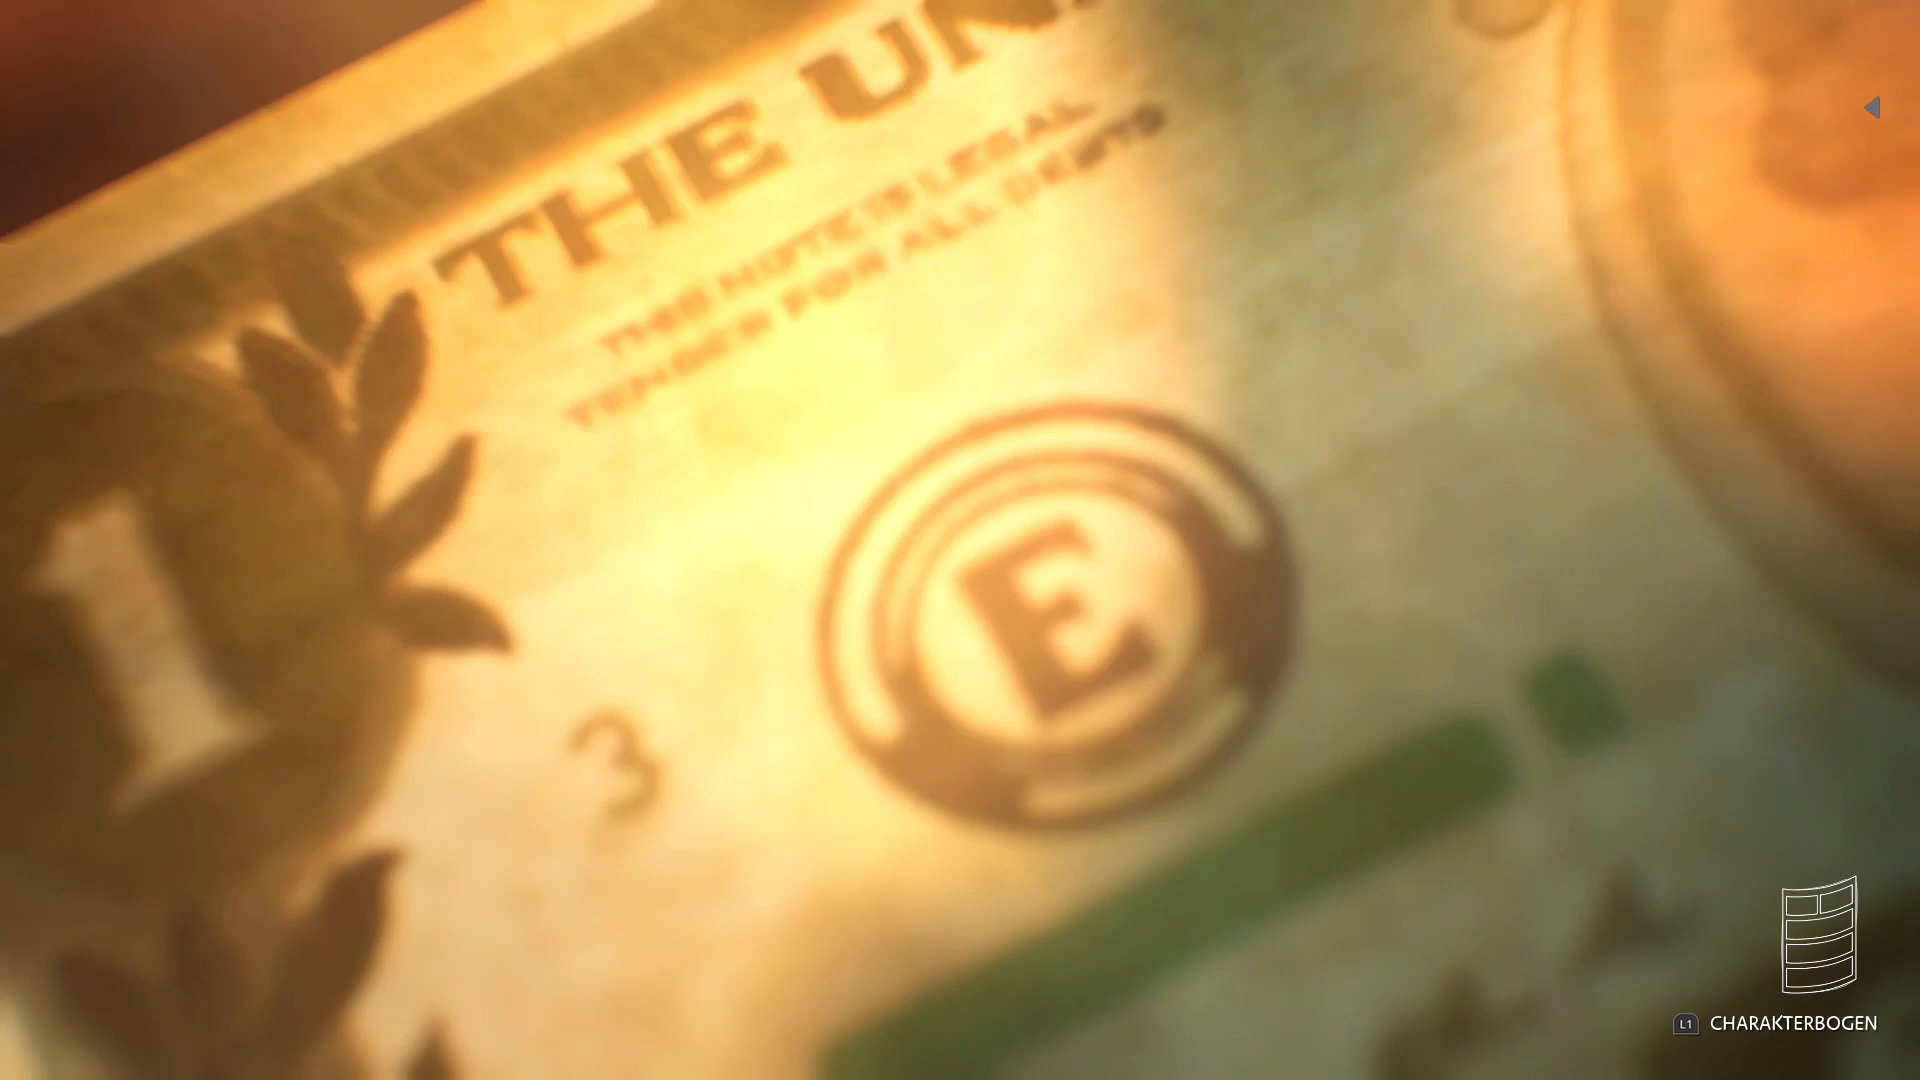 THE UN
THIS NOTE IS LEGAL
TENDER FOR ALL DEBTS
1
E
3
L1 CHARAKTERBOGEN